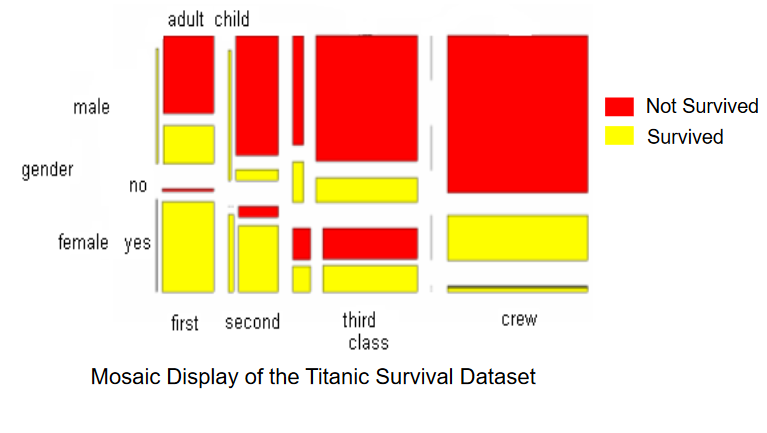 adult child
male
Not Survived
Survived
gender
no
female yes
first second third crew
class
Mosaic Display of the Titanic Survival Dataset